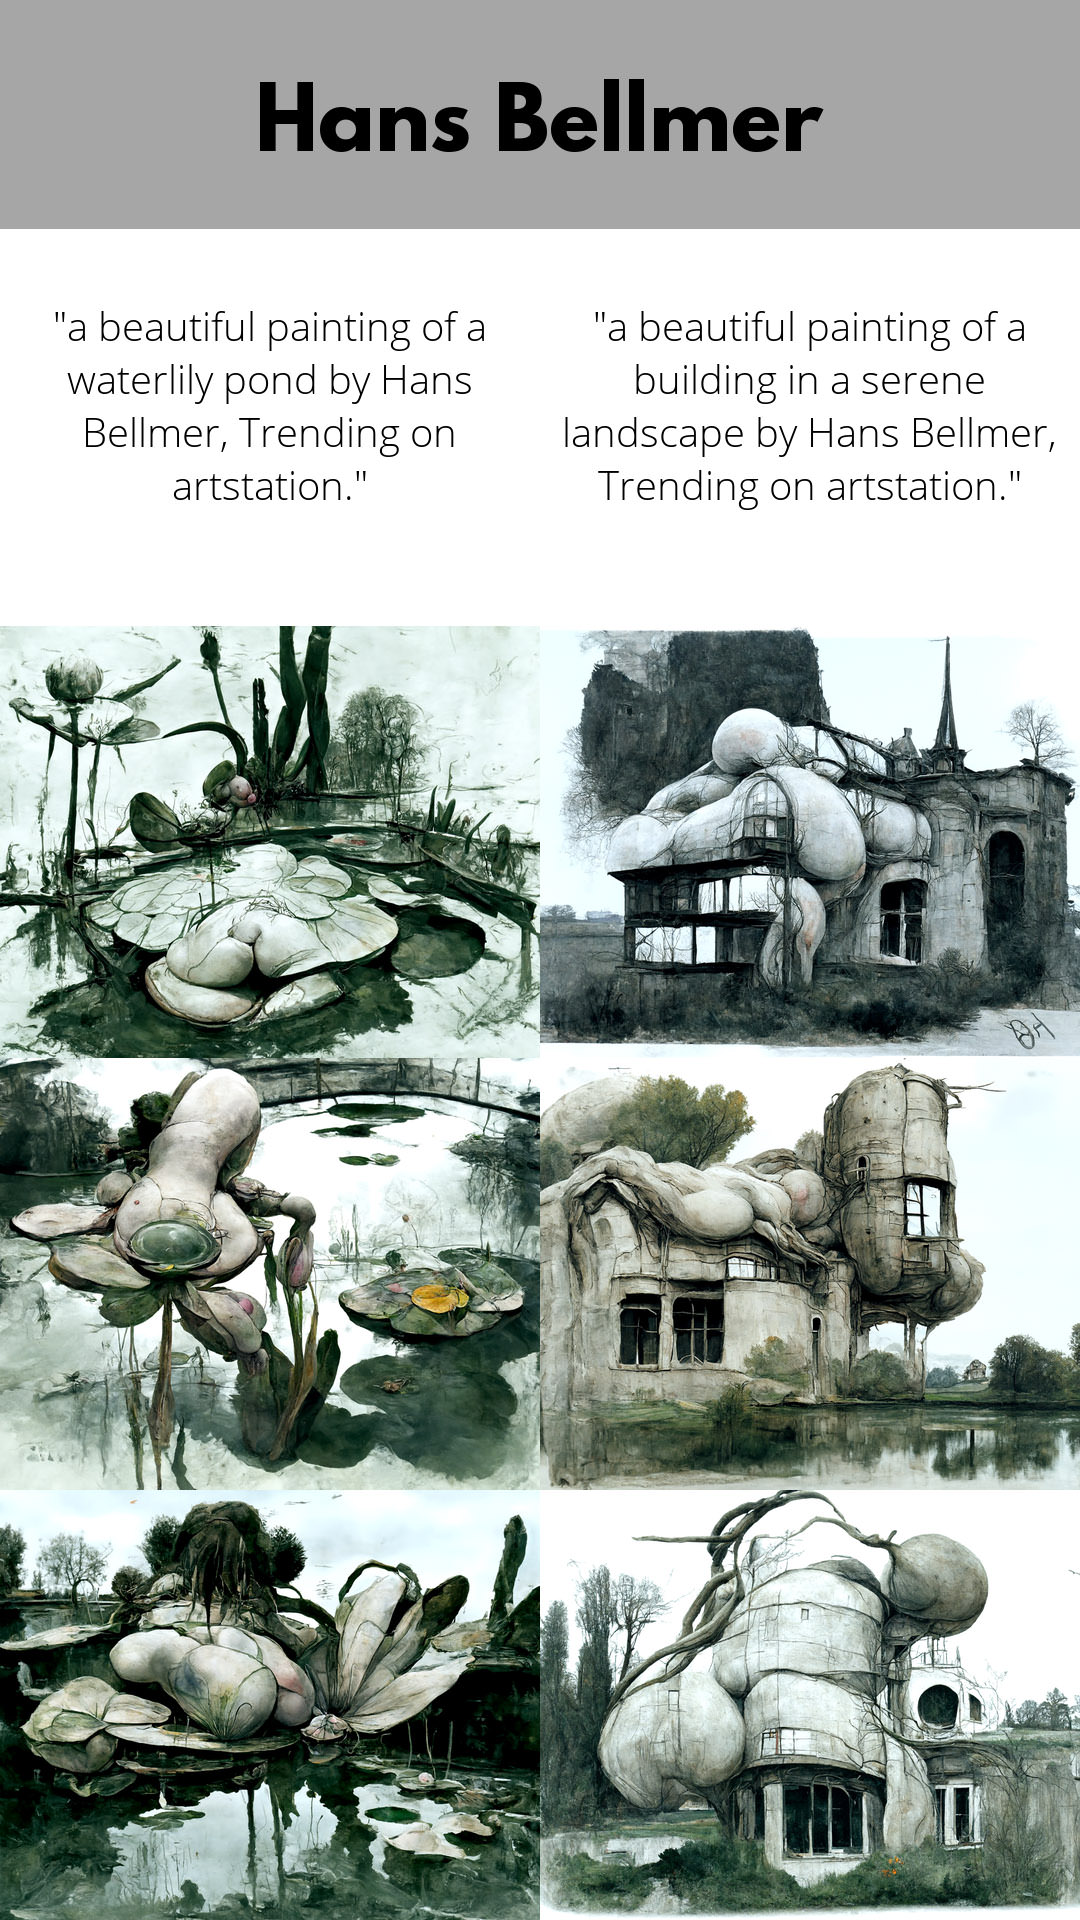 Hans Bellmer
"a beautiful painting of a
waterlily pond by Hans
Bellmer, Trending on
artstation."
"a beautiful painting of a
building in a serene
landscape by Hans Bellmer,
Trending on artstation."